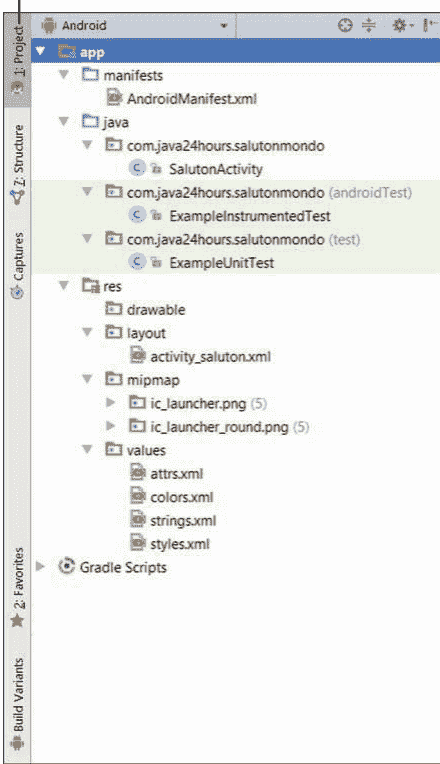 Android
1: Project
7: Structure
Captures
2: Favorites
Build Variants
app
manifests
AndroidManifest.xml
java
com.java24hours.salutonmondo
SalutonActivity
com.java24hours.salutonmondo (androidTest)
ExampleInstrumentedTest
com.java24hours.salutonmondo (test)
ExampleUnitTest
res
drawable
layout
activity_saluton.xml
mipmap
ic_launcher.png (5)
ic_launcher_round.png (5)
values
attrs.xml
colors.xml
strings.xml
styles.xml
Gradle Scripts